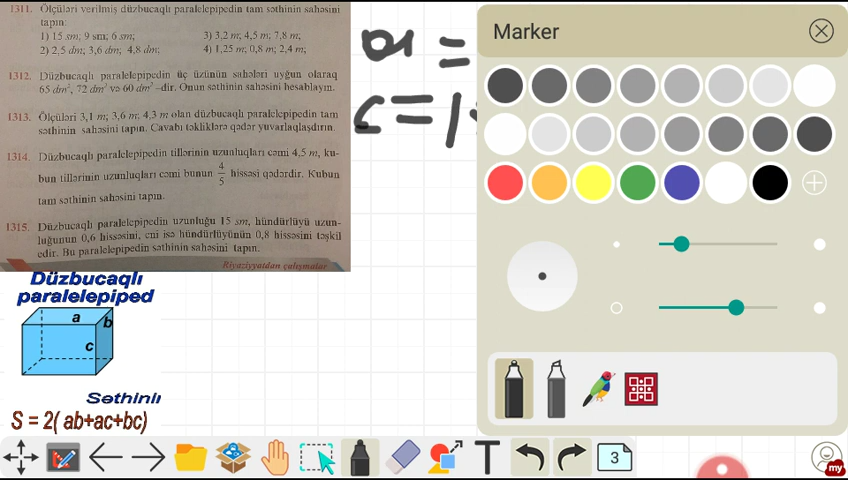 1311. Ölçüləri verilmiş düzbucaqlı paralelepipedin tam səthinin sahəsini
tapın:
1) 15 sm; 9 sm; 6 sm;
3) 3,2 m; 4,5 m; 7,8 m;
2) 2,5 dm; 3,6 dm; 4,8 dm;
4) 1,25 m; 0,8 m; 2,4 m;
1312. Düzbucaqlı paralelepipedin üç üzünün sahələri uyğun olaraq
65 dm², 72 dm² və 60 dm² –dir. Onun səthinin sahəsini hesablayın.
1313. Ölçüləri 3,1 m; 3,6 m; 4,3 m olan düzbucaqlı paralelepipedin tam
səthinin sahəsini tapın. Cavabı təkliklərə qədər yuvarlaqlaşdırın.
1314. Düzbucaqlı paralelepipedin tillərinin uzunluqları cəmi 4,5 m, ku-
bun tillərinin uzunluqları cəmi bunun 4/5 hissəsi qədərdir. Kubun
tam səthinin sahəsini tapın.
1315. Düzbucaqlı paralelepipedin uzunluğu 15 sm, hündürlüyü uzun-
luğunun 0,6 hissəsini, eni isə hündürlüyünün 0,8 hissəsini təşkil
edir. Bu paralelepipedin səthinin sahəsini tapın.
Riyaziyyatdan çalışmalar
Düzbucaqlı
paralelepiped
a
b
c
Səthini
S = 2( ab+ac+bc)
a =
c = 1
Marker
T
3
my